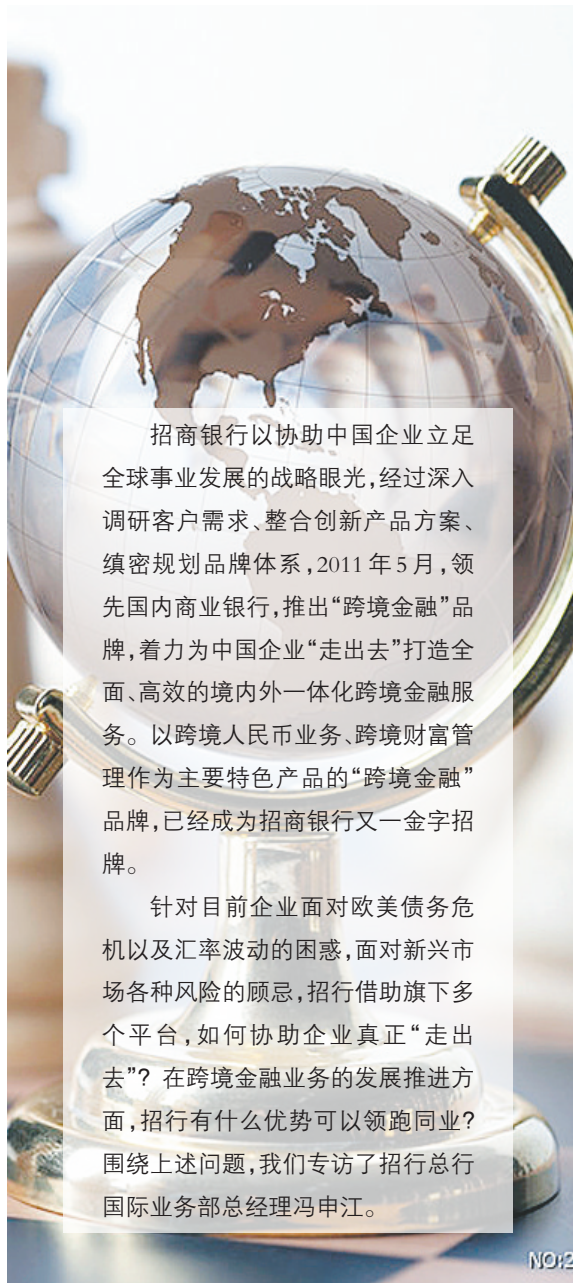 招商银行以协助中国企业立足
全球事业发展的战略眼光,经过深入
调研客户需求、整合创新产品方案、
缜密规划品牌体系,2011年5月,领
先国内商业银行,推出“跨境金融”品
牌,着力为中国企业“走出去”打造全
面、高效的境内外一体化跨境金融服
务。以跨境人民币业务、跨境财富管
理作为主要特色产品的“跨境金融”
品牌,已经成为招商银行又一金字招
牌。
针对目前企业面对欧美债务危
机以及汇率波动的困惑,面对新兴市
场各种风险的顾忌,招行借助旗下多
个平台,如何协助企业真正“走出
去”?在跨境金融业务的发展推进方
面,招行有什么优势可以领跑同业?
围绕上述问题,我们专访了招行总行
国际业务部总经理冯申江。
NO:2